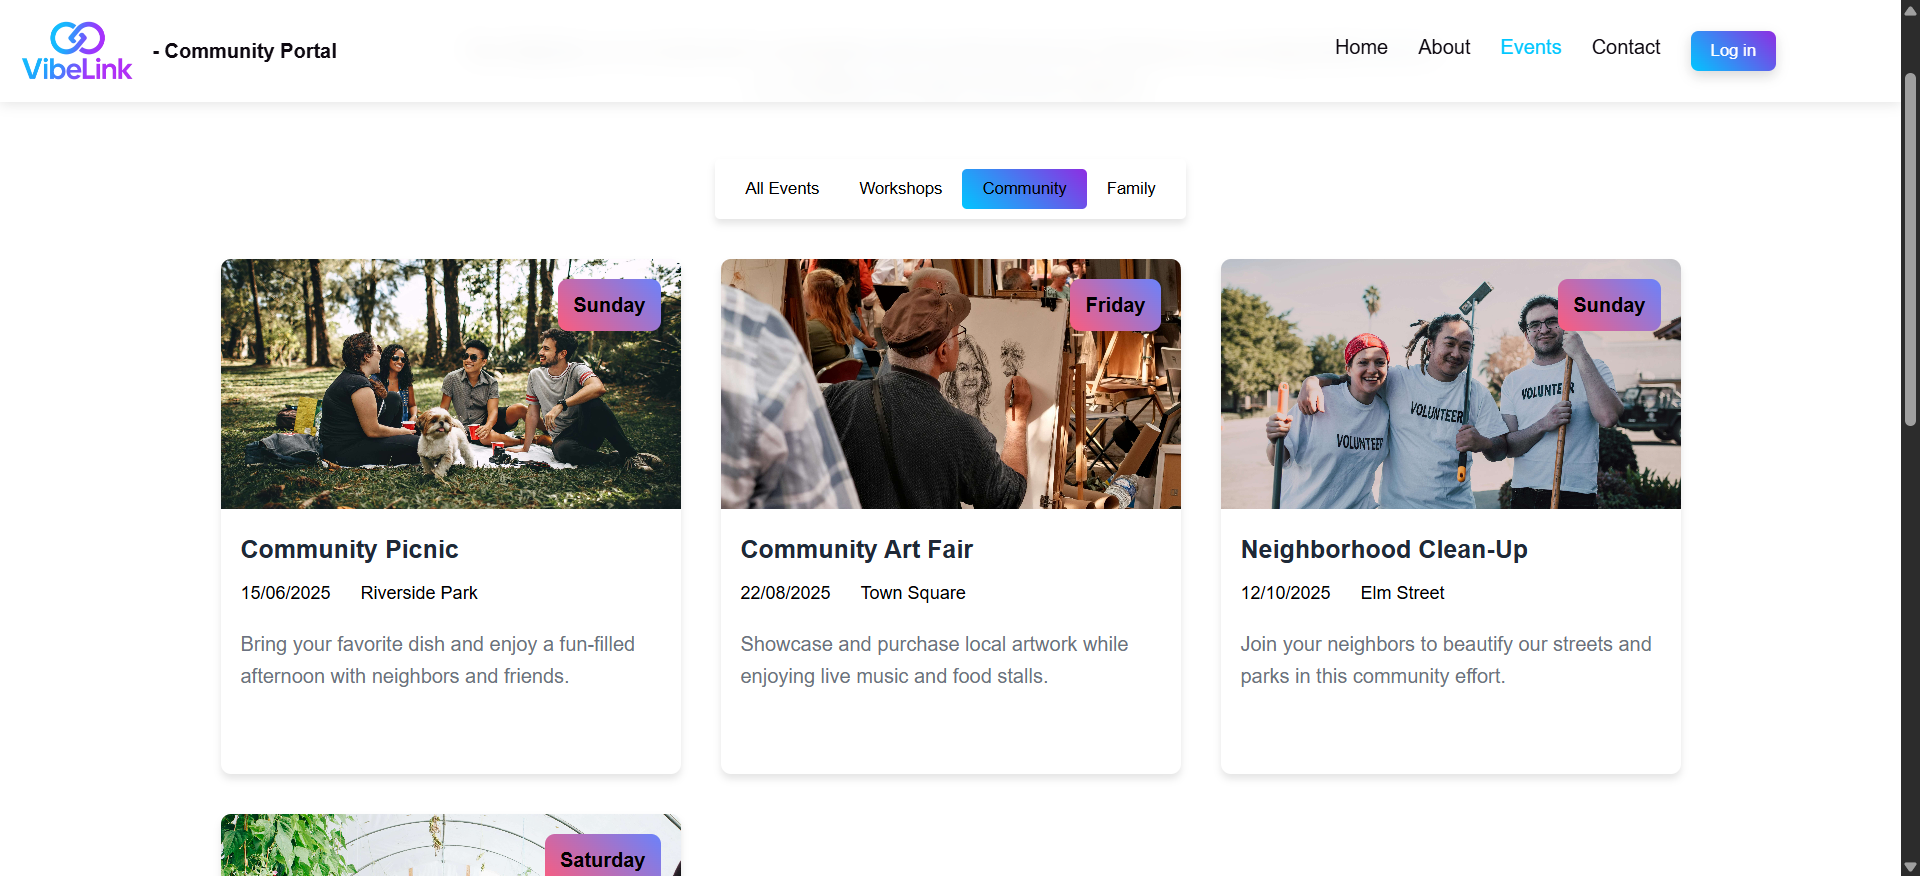 VibeLink
- Community Portal
Home About Events Contact Log in
All Events Workshops Community Family
Sunday
Friday
Sunday
VOLUNTEER
VOLUNTEER
VOLUNTEER
Community Picnic
15/06/2025 Riverside Park
Bring your favorite dish and enjoy a fun-filled
afternoon with neighbors and friends.
Community Art Fair
22/08/2025 Town Square
Showcase and purchase local artwork while
enjoying live music and food stalls.
Neighborhood Clean-Up
12/10/2025 Elm Street
Join your neighbors to beautify our streets and
parks in this community effort.
Saturday